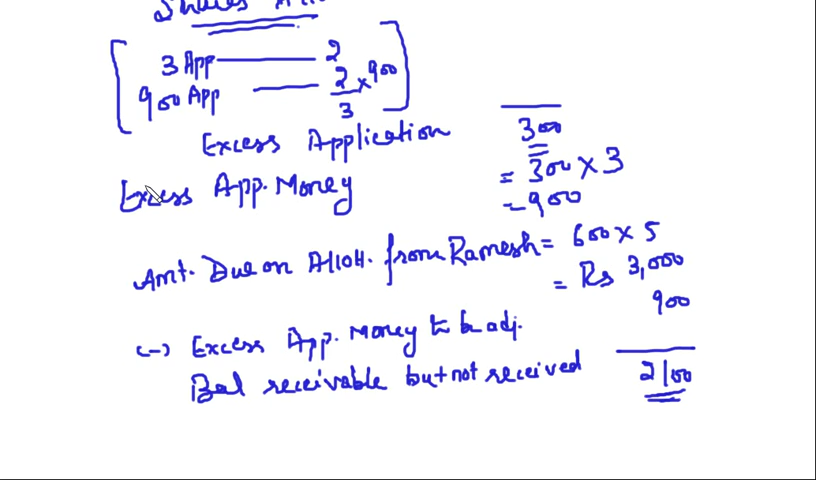 Shares
3 App 2
900 App 2/3 x 900
Excess Application 300
Excess App. Money = 300 x 3
= 900
Amt. Due on Allott. from Ramesh = 600 x 5
= Rs 3,000
(-) Excess App. Money to be adj. 900
Bal receivable but not received 2100